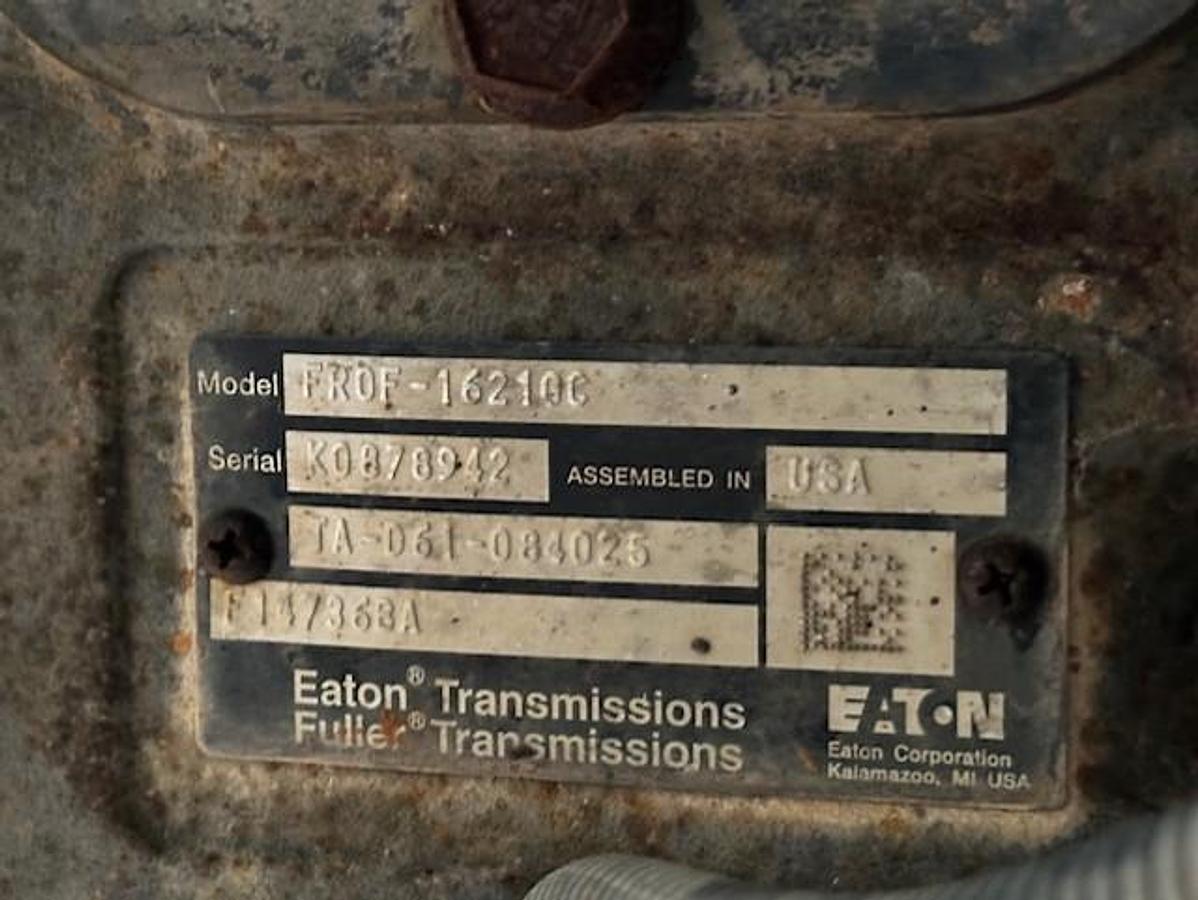 Model FROF-16210C
Serial K0878942 ASSEMBLED IN USA
TA-061-084025
F147368A
Eaton® Transmissions
Fuller® Transmissions
EATON
Eaton Corporation
Kalamazoo, MI USA